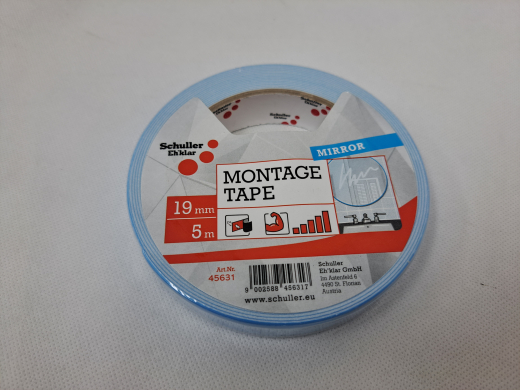 Schuller
Eh'klar
MIRROR
MONTAGE
TAPE
19 mm
5 m
Art.Nr.
45631
9 002588 456317
www.schuller.eu
Schuller
Eh'klar GmbH
Im Astenfeld 6
4490 St. Florian
Austria